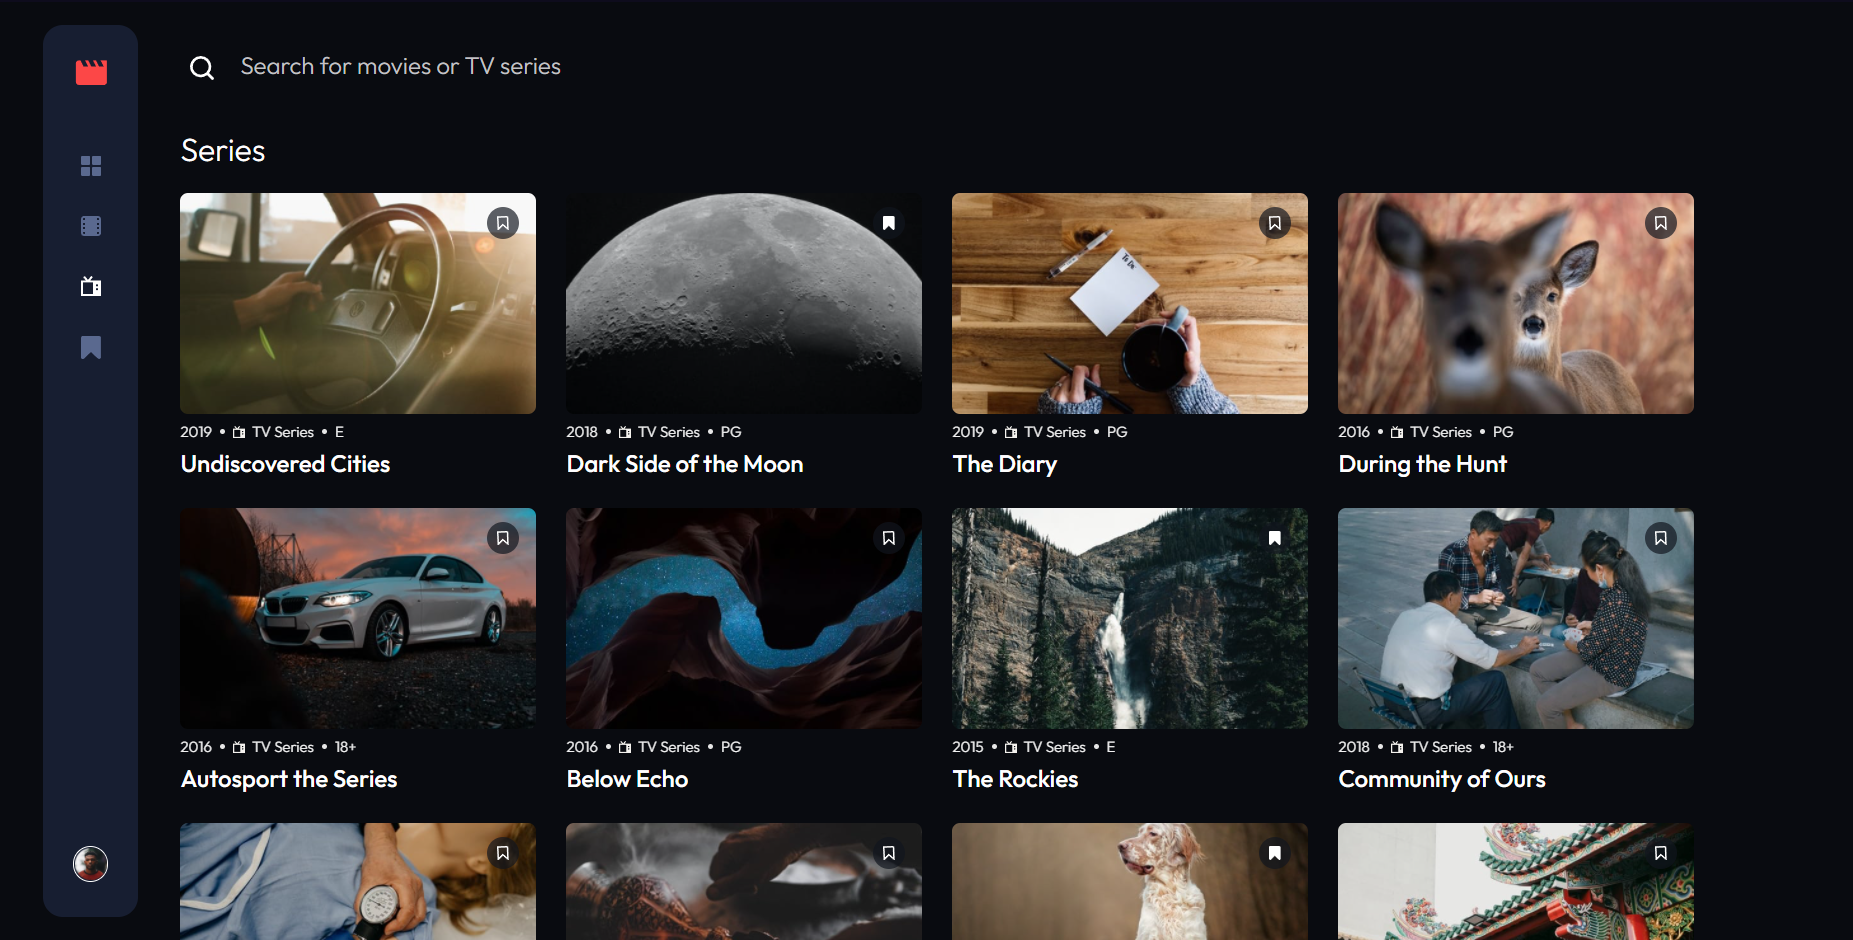 Search for movies or TV series
Series
2019 • TV Series • E
Undiscovered Cities
2018 • TV Series • PG
Dark Side of the Moon
2019 • TV Series • PG
The Diary
To Do
2016 • TV Series • PG
During the Hunt
2016 • TV Series • 18+
Autosport the Series
2016 • TV Series • PG
Below Echo
2015 • TV Series • E
The Rockies
2018 • TV Series • 18+
Community of Ours